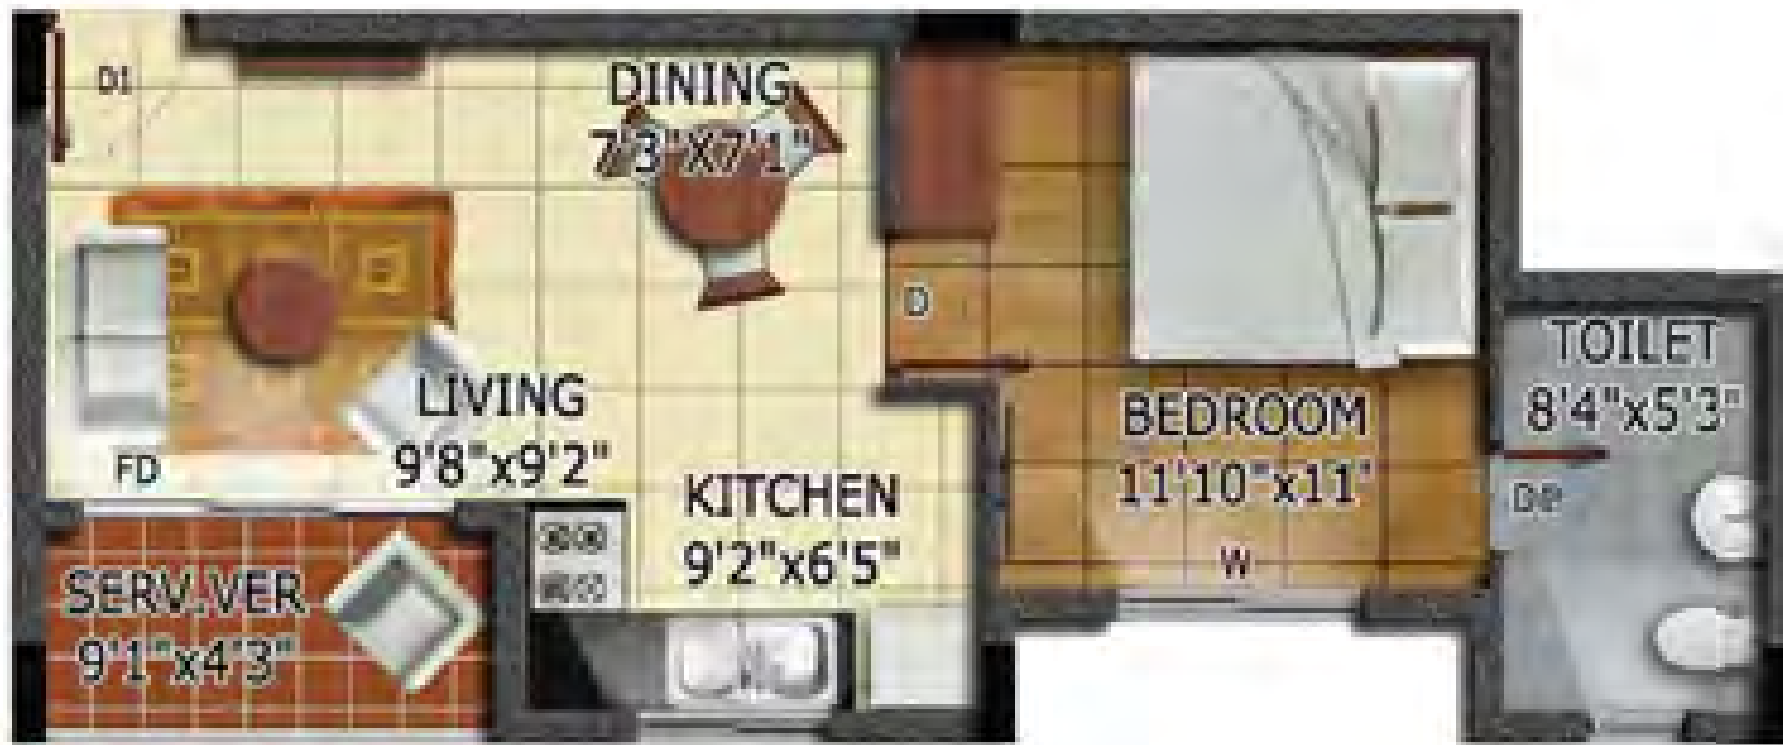 D1
DINING
7'3"X7'1"
D
LIVING
9'8"x9'2"
FD
KITCHEN
9'2"x6'5"
SERV.VER
9'1"x4'3"
BEDROOM
11'10"x11'
W
TOILET
8'4"x5'3"
D2